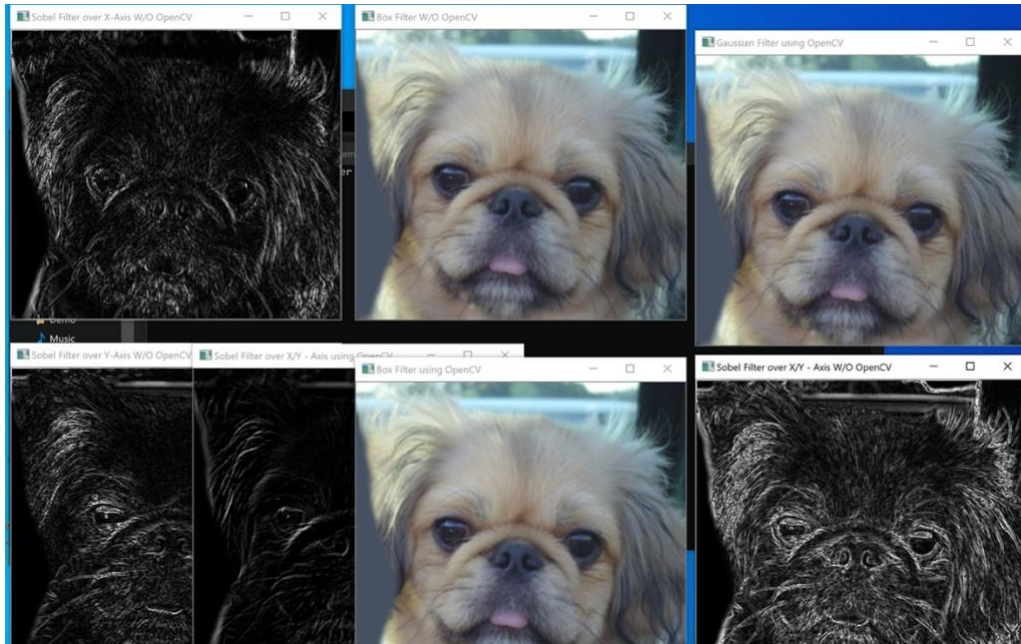 Sobel Filter over X-Axis W/O OpenCV
Box Filter W/O OpenCV
Gaussian Filter using OpenCV
Demo
Music
Sobel Filter over Y-Axis W/O OpenCV
Sobel Filter over X/Y - Axis using OpenCV
Box Filter using OpenCV
Sobel Filter over X/Y - Axis W/O OpenCV